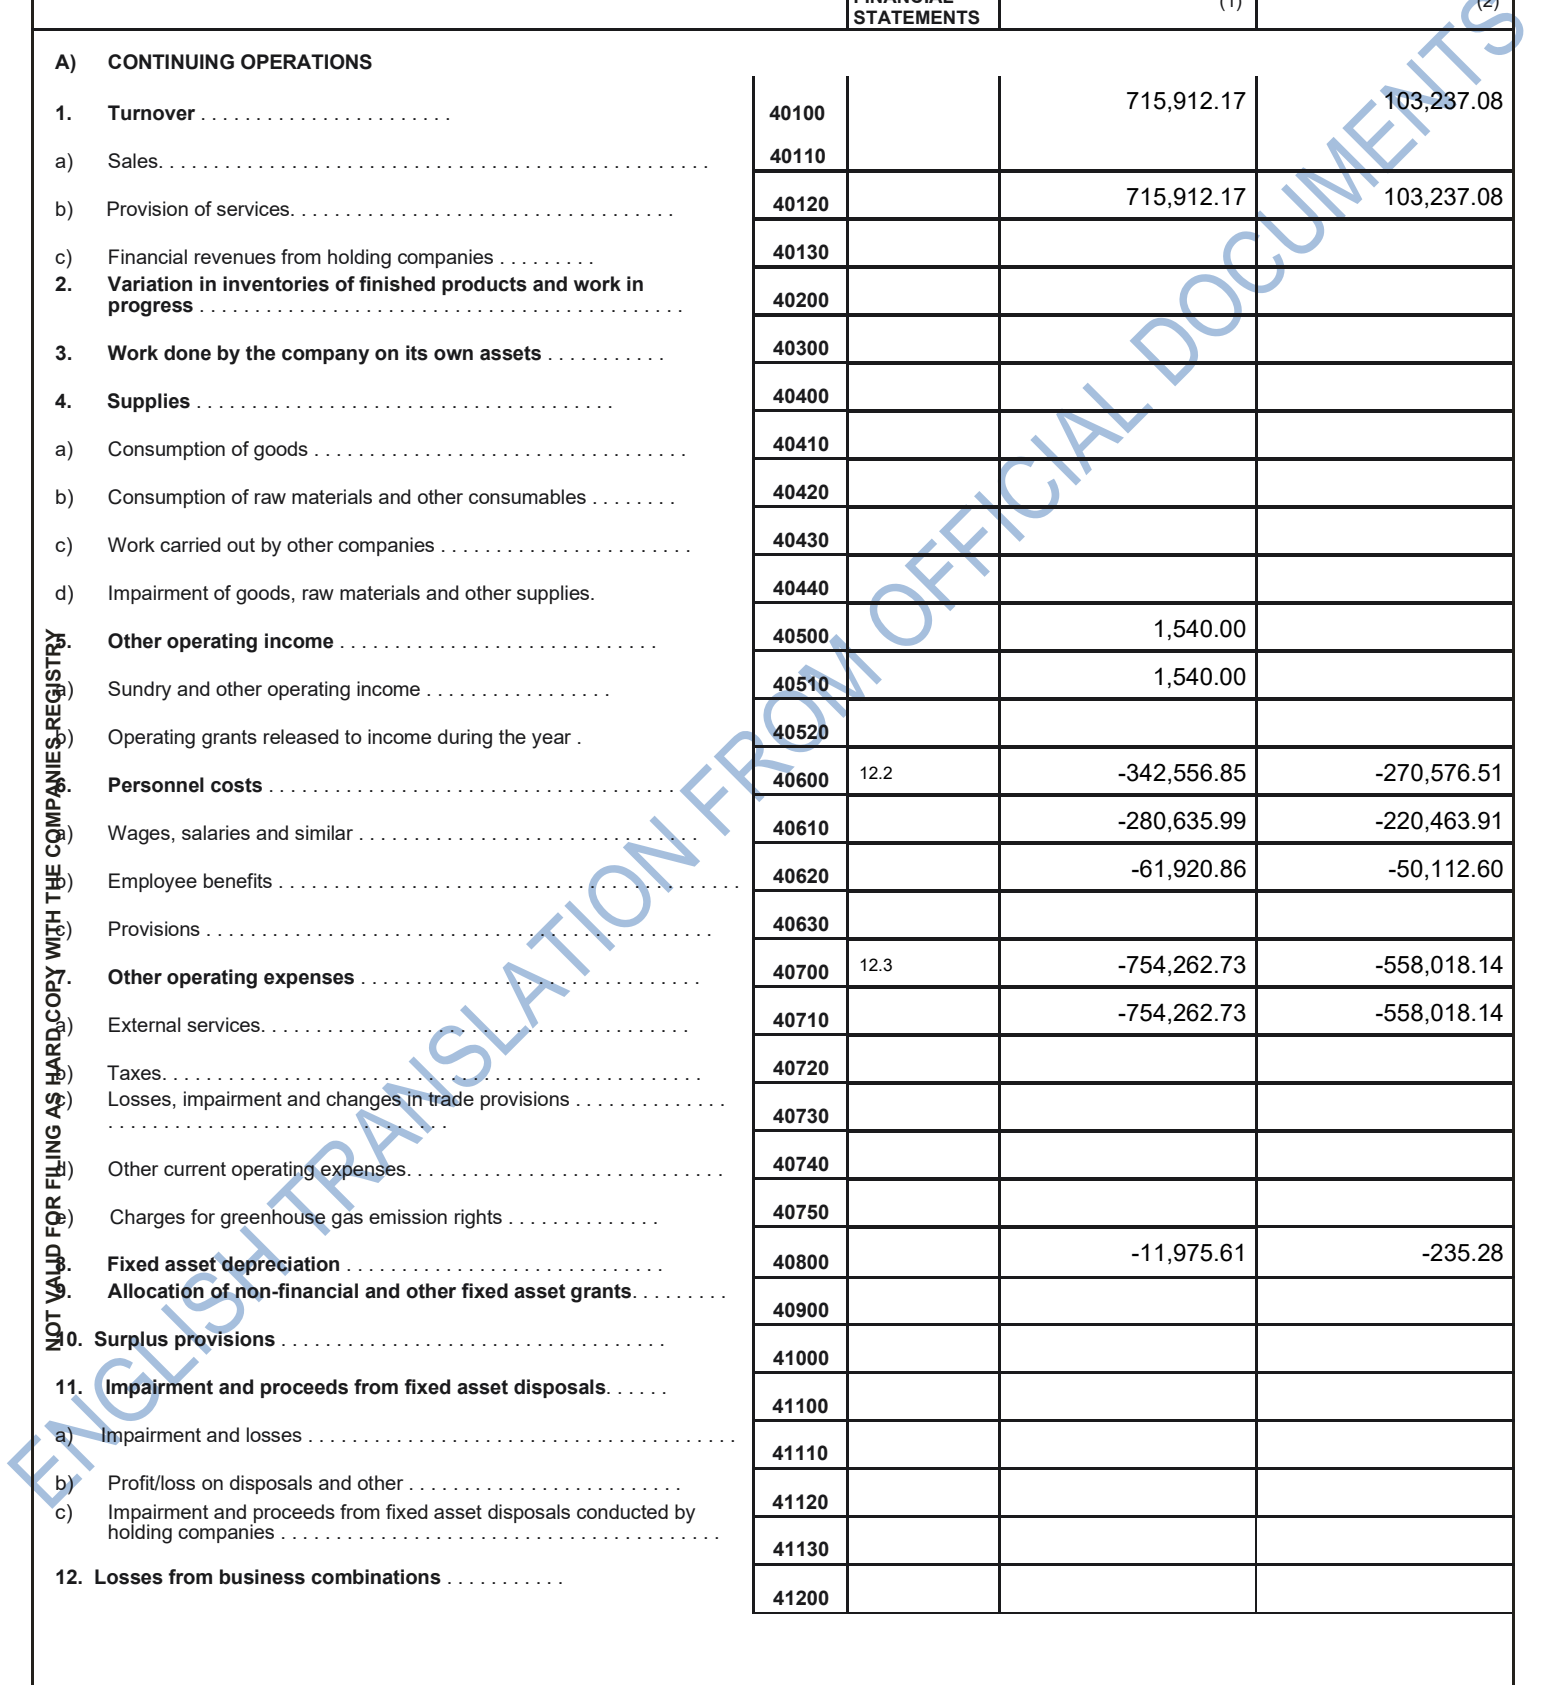 STATEMENTS
(1)
(2)
A) CONTINUING OPERATIONS
1. Turnover . . . . . . . . . . . . . . . . . . . . . . . 40100 715,912.17 103,237.08
a) Sales. . . . . . . . . . . . . . . . . . . . . . . . . . . . . . . . . . . . . . . . . . . . . . . . . . 40110
b) Provision of services. . . . . . . . . . . . . . . . . . . . . . . . . . . . . . . . . . . 40120 715,912.17 103,237.08
c) Financial revenues from holding companies . . . . . . . . . 40130
2. Variation in inventories of finished products and work in
progress . . . . . . . . . . . . . . . . . . . . . . . . . . . . . . . . . . . . . . . . . . . . 40200
3. Work done by the company on its own assets . . . . . . . . . . . 40300
4. Supplies . . . . . . . . . . . . . . . . . . . . . . . . . . . . . . . . . . . . . . 40400
a) Consumption of goods . . . . . . . . . . . . . . . . . . . . . . . . . . . . . . . . . . 40410
b) Consumption of raw materials and other consumables . . . . . . . . 40420
c) Work carried out by other companies . . . . . . . . . . . . . . . . . . . . . . . 40430
d) Impairment of goods, raw materials and other supplies. 40440
5. Other operating income . . . . . . . . . . . . . . . . . . . . . . . . . . . . . 40500 1,540.00
a) Sundry and other operating income . . . . . . . . . . . . . . . . . 40510 1,540.00
b) Operating grants released to income during the year . 40520
6. Personnel costs . . . . . . . . . . . . . . . . . . . . . . . . . . . . . . . . . . . . . 40600 12.2 -342,556.85 -270,576.51
a) Wages, salaries and similar . . . . . . . . . . . . . . . . . . . . . . . . . . . . . . . 40610 -280,635.99 -220,463.91
b) Employee benefits . . . . . . . . . . . . . . . . . . . . . . . . . . . . . . . . . . . . . . . . . . 40620 -61,920.86 -50,112.60
c) Provisions . . . . . . . . . . . . . . . . . . . . . . . . . . . . . . . . . . . . . . . . . . . . . . 40630
7. Other operating expenses . . . . . . . . . . . . . . . . . . . . . . . . . . . . . . . 40700 12.3 -754,262.73 -558,018.14
a) External services. . . . . . . . . . . . . . . . . . . . . . . . . . . . . . . . . . . . . . . 40710 -754,262.73 -558,018.14
b) Taxes. . . . . . . . . . . . . . . . . . . . . . . . . . . . . . . . . . . . . . . . . . . . . . . . . 40720
c) Losses, impairment and changes in trade provisions . . . . . . . . . . . . . .
. . . . . . . . . . . . . . . . . . . . . . . . . . . . . . . 40730
d) Other current operating expenses. . . . . . . . . . . . . . . . . . . . . . . . . . . . . 40740
e) Charges for greenhouse gas emission rights . . . . . . . . . . . . . . 40750
8. Fixed asset depreciation . . . . . . . . . . . . . . . . . . . . . . . . . . . . . 40800 -11,975.61 -235.28
9. Allocation of non-financial and other fixed asset grants. . . . . . . . . 40900
10. Surplus provisions . . . . . . . . . . . . . . . . . . . . . . . . . . . . . . . . . . . 41000
11. Impairment and proceeds from fixed asset disposals. . . . . . 41100
a) Impairment and losses . . . . . . . . . . . . . . . . . . . . . . . . . . . . . . . . . . . . . . . 41110
b) Profit/loss on disposals and other . . . . . . . . . . . . . . . . . . . . . . . . . 41120
c) Impairment and proceeds from fixed asset disposals conducted by
holding companies . . . . . . . . . . . . . . . . . . . . . . . . . . . . . . . . . . . . . . . . 41130
12. Losses from business combinations . . . . . . . . . . . 41200
NOT VALID FOR FILING AS HARD COPY WITH THE COMPANIES REGISTRY
ENGLISH TRANSLATION FROM OFFICIAL DOCUMENTS